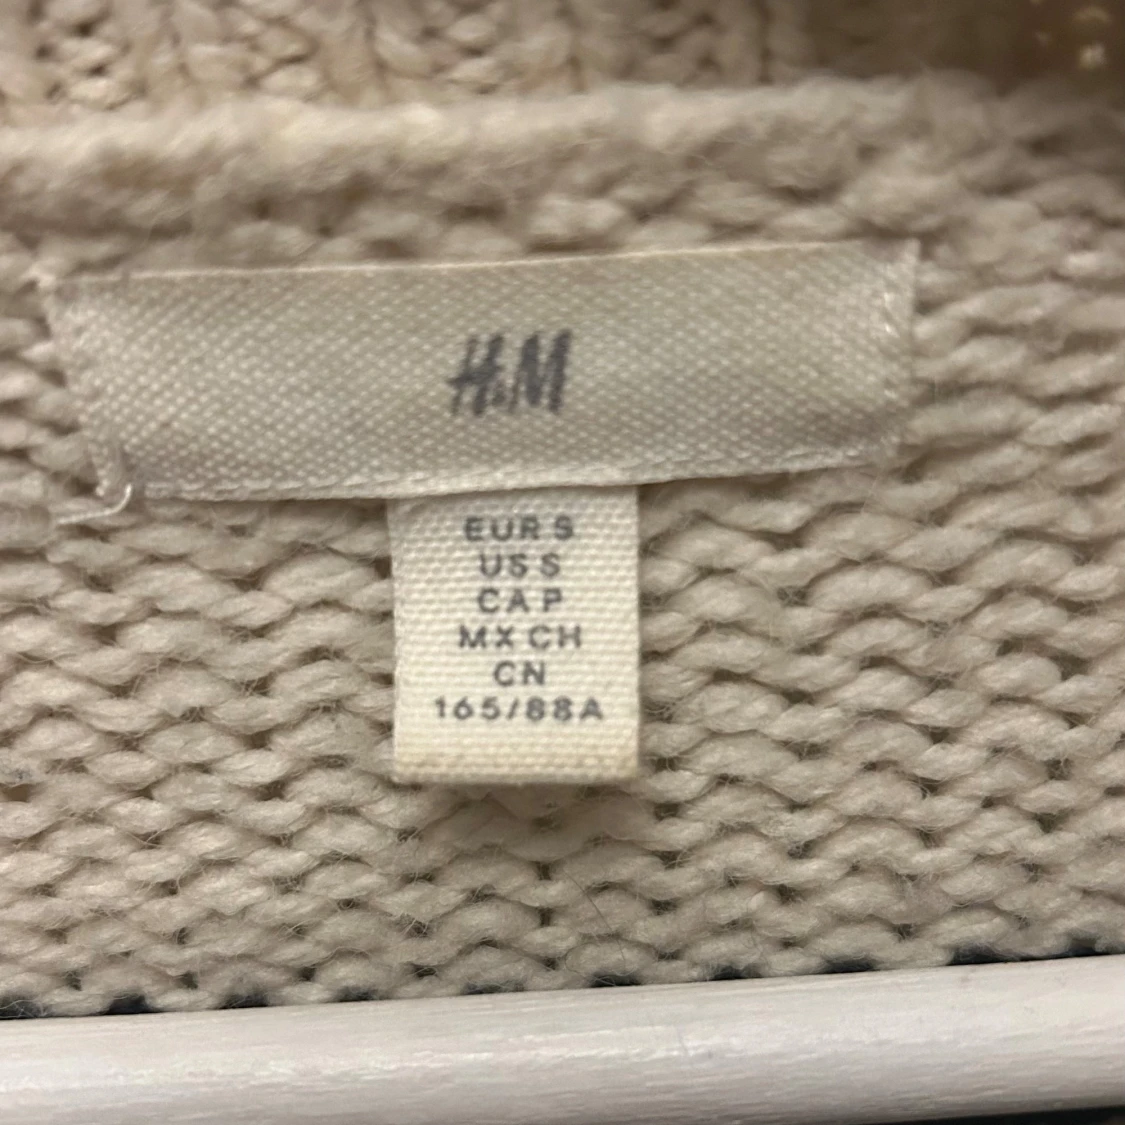 H&M
EUR S
US S
CA P
MX CH
CN
165/88A